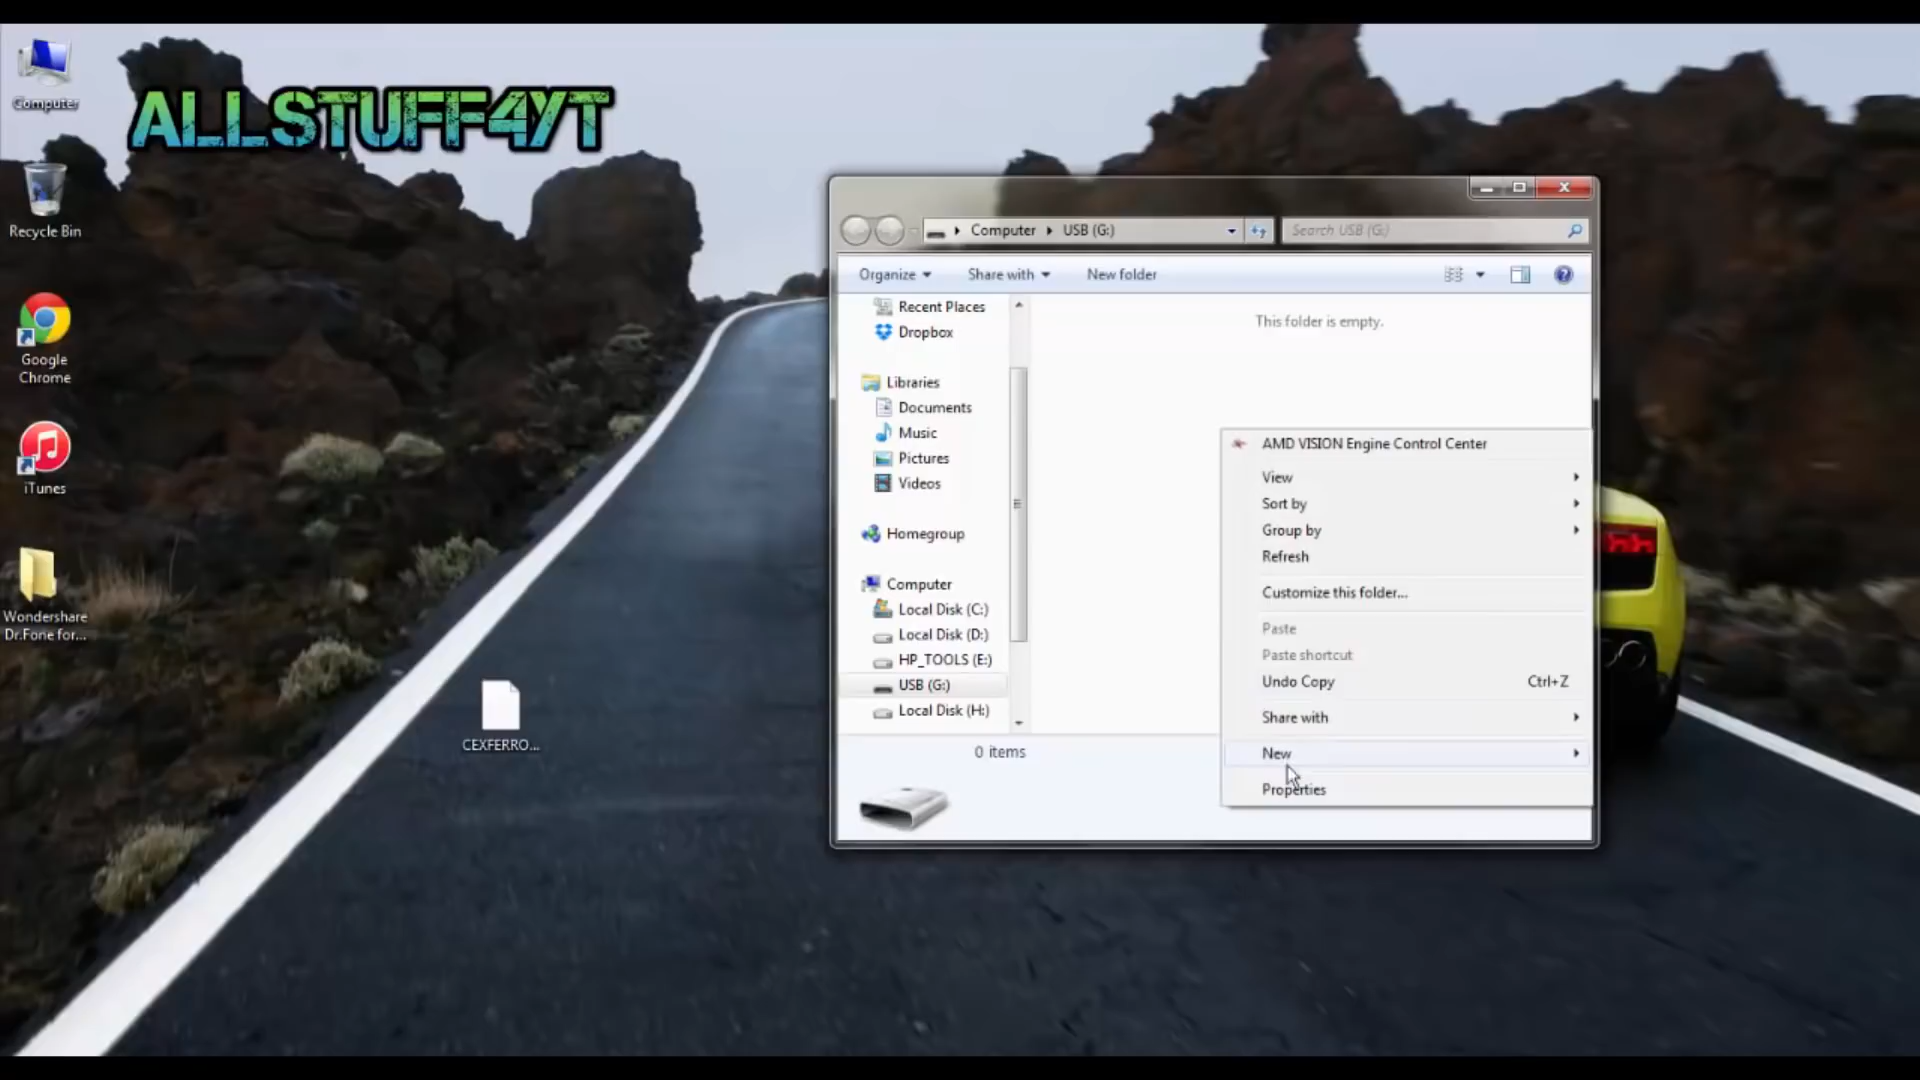 Computer
Recycle Bin
Google
Chrome
iTunes
Wondershare
Dr.Fone for...
ALLSTUFF4YT
CEXFERRO...
Computer
USB (G:)
Search USB (G:)
Organize
Share with
New folder
Recent Places
Dropbox
Libraries
Documents
Music
Pictures
Videos
Homegroup
Computer
Local Disk (C:)
Local Disk (D:)
HP_TOOLS (E:)
USB (G:)
Local Disk (H:)
This folder is empty.
0 items
AMD VISION Engine Control Center
View
Sort by
Group by
Refresh
Customize this folder...
Paste
Paste shortcut
Undo Copy Ctrl+Z
Share with
New
Properties